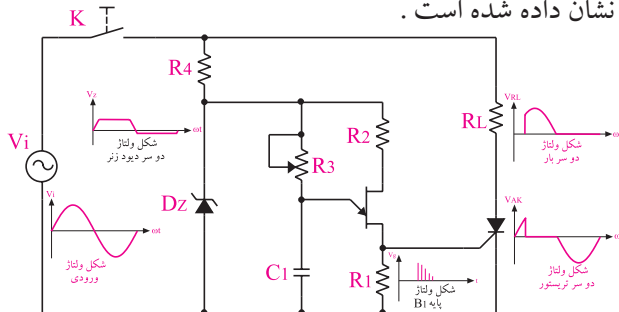 نشان داده شده است .
K
R4
Vz
ωt
شکل ولتاژ
دو سر دیود زنر
Vi
R2
R3
RL
VRL
شکل ولتاژ
دو سر بار
Vi
ωt
شکل ولتاژ
ورودی
Dz
C1
R1
Vg
t
شکل ولتاژ
پایه B1
VAK
شکل ولتاژ
دو سر تریستور